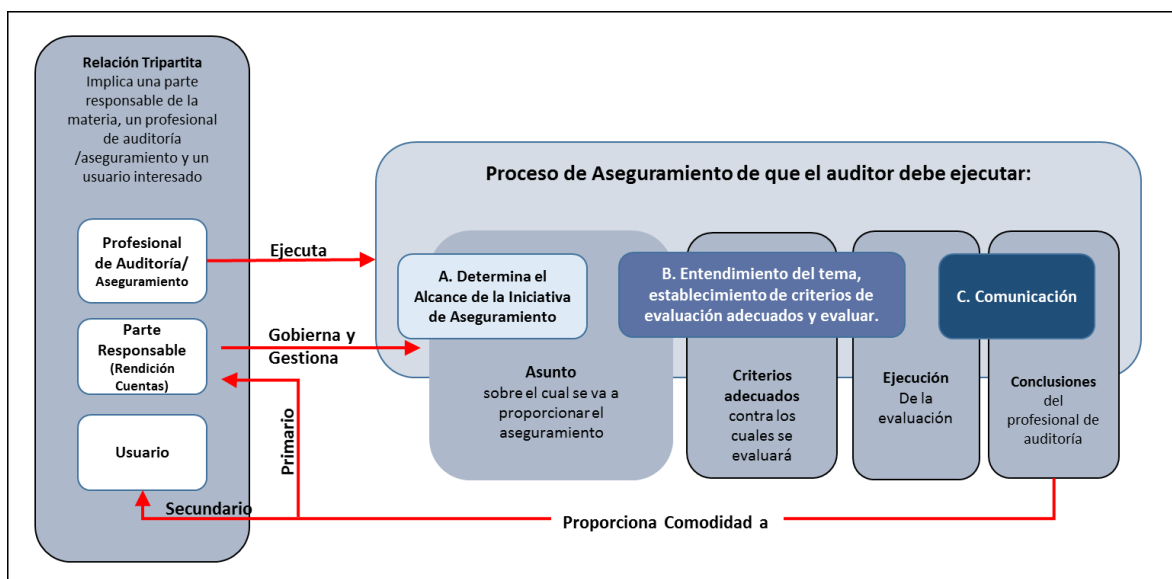 Relación Tripartita
Implica una parte
responsable de la
materia, un profesional
de auditoría
/aseguramiento y un
usuario interesado
Profesional
de Auditoría/
Aseguramiento
Parte
Responsable
(Rendición
Cuentas)
Usuario
Ejecuta
Gobierna y
Gestiona
Primario
Secundario
Proceso de Aseguramiento de que el auditor debe ejecutar:
A. Determina el
Alcance de la Iniciativa
de Aseguramiento
B. Entendimiento del tema,
establecimiento de criterios de
evaluación adecuados y evaluar.
C. Comunicación
Asunto
sobre el cual se va a
proporcionar el
aseguramiento
Criterios
adecuados
contra los
cuales se
evaluará
Ejecución
De la
evaluación
Conclusiones
del
profesional de
auditoría
Proporciona Comodidad a